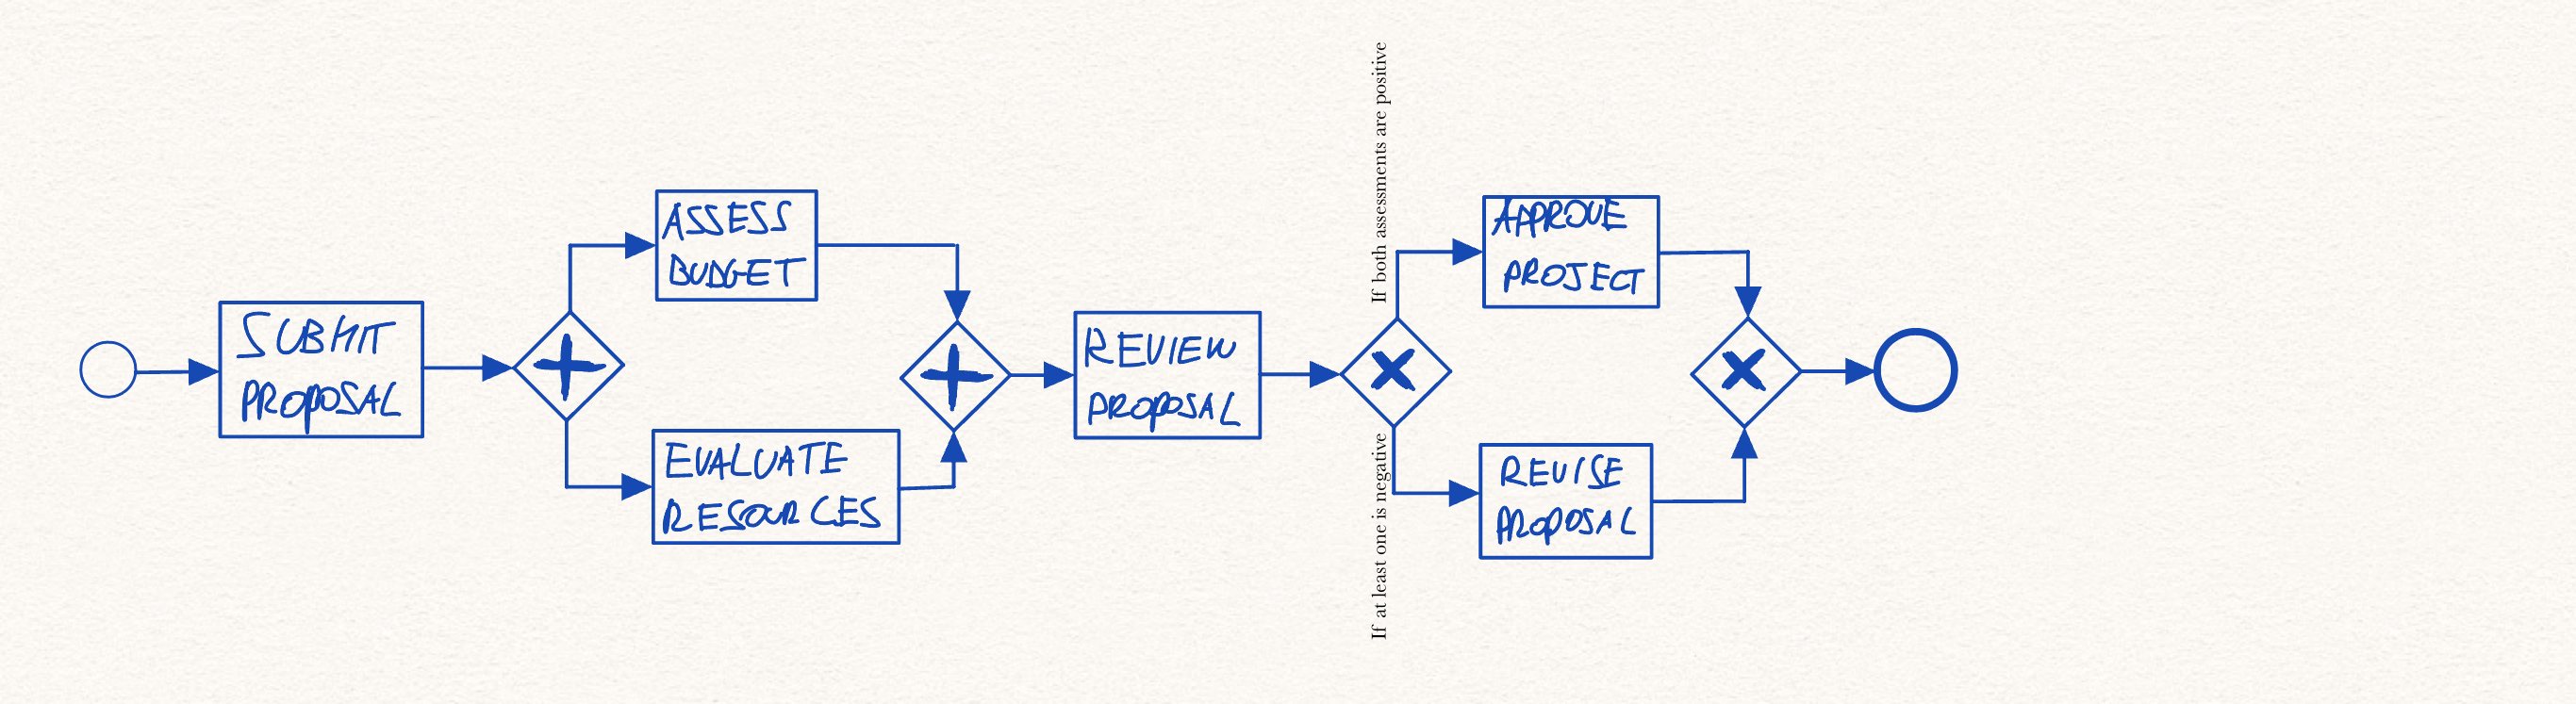 SUBMIT
PROPOSAL
ASSESS
BUDGET
EVALUATE
RESOURCES
REVIEW
PROPOSAL
If both assessments are positive
If at least one is negative
APPROVE
PROJECT
REVISE
PROPOSAL